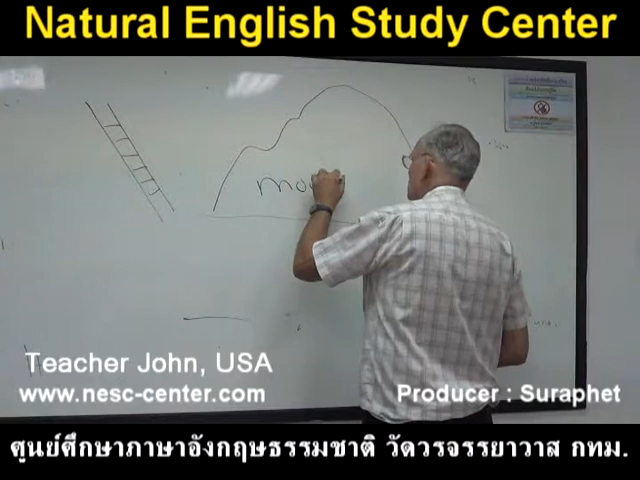 Natural English Study Center
mou
Teacher John, USA
www.nesc-center.com
Producer : Suraphet
ศูนย์ศึกษาภาษาอังกฤษธรรมชาติ วัดวรจรรยาวาส กทม.